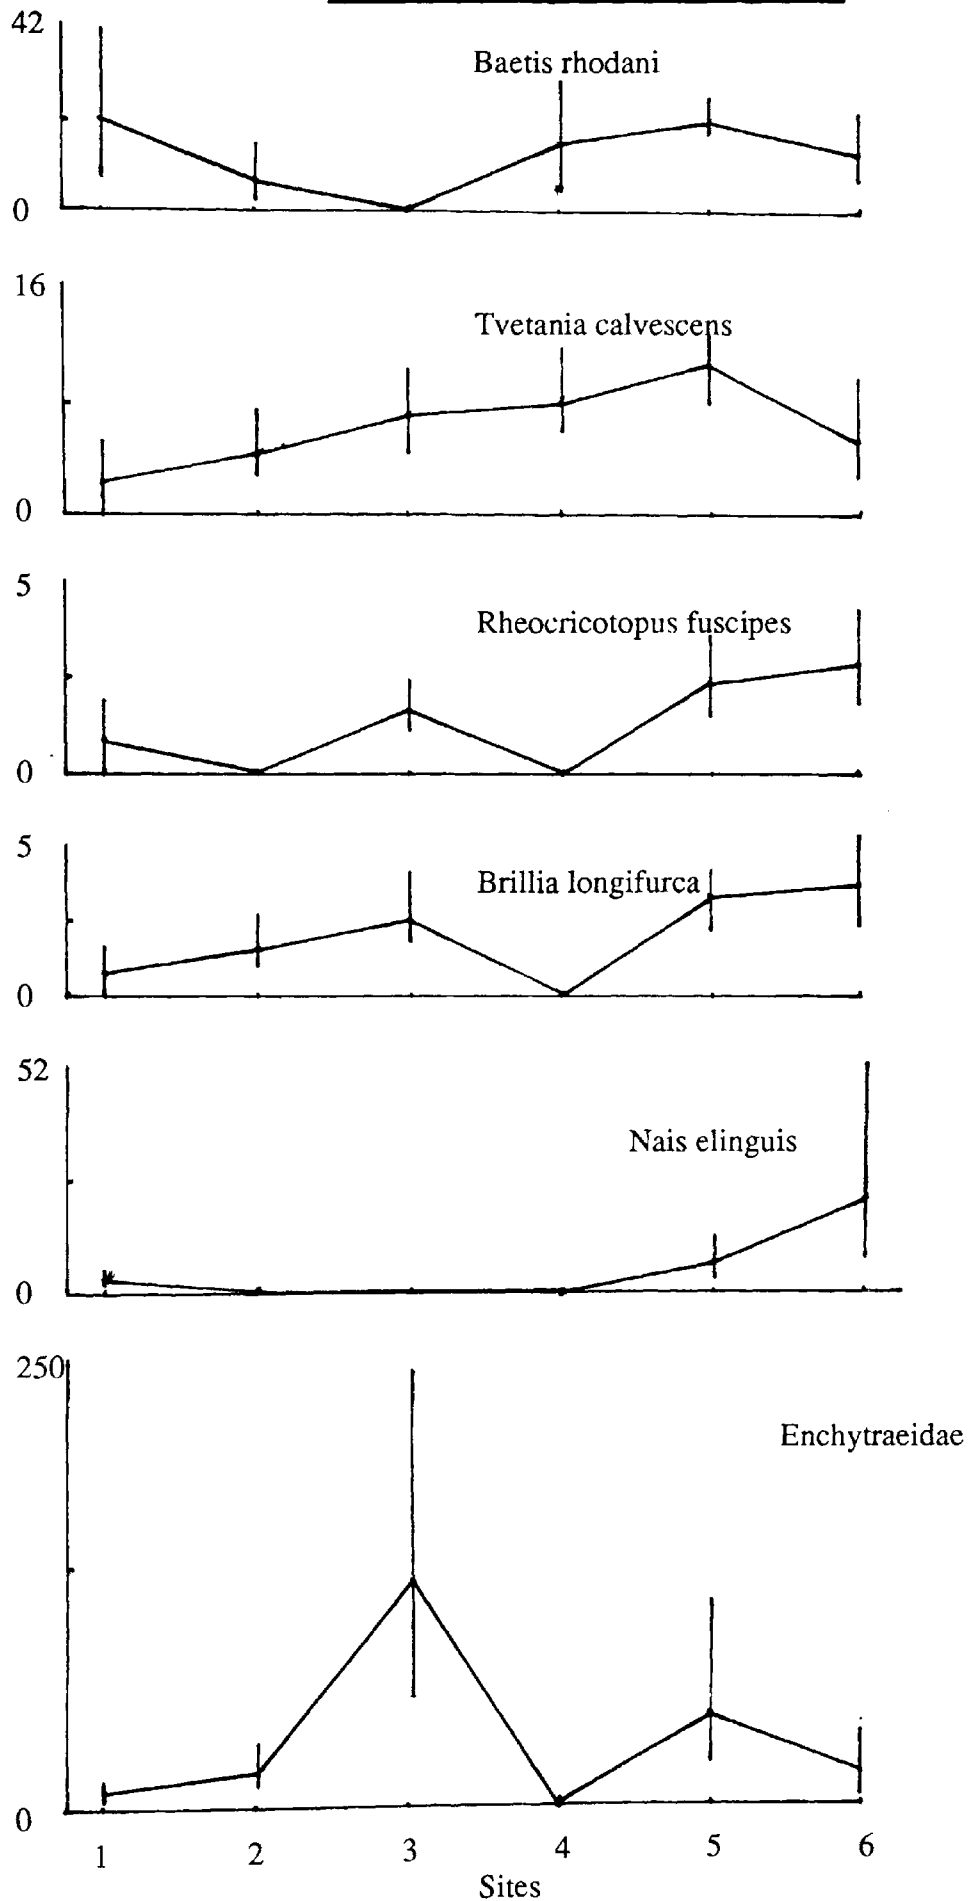 42
Baetis rhodani
0
16
Tvetania calvescens
0
5
Rheocricotopus fuscipes
0
5
Brillia longifurca
0
52
Nais elinguis
0
250
Enchytraeidae
0
1 2 3 4 5 6
Sites